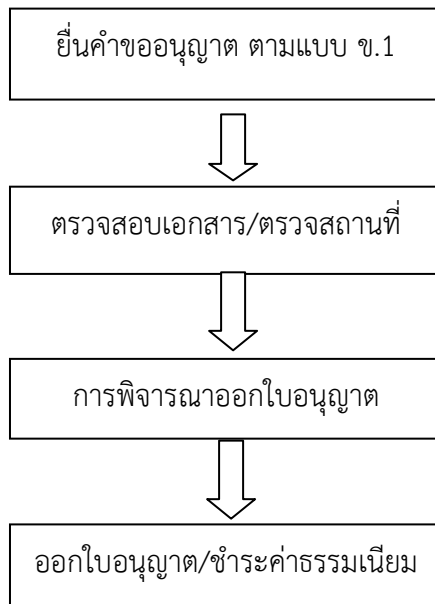 ยื่นคำขออนุญาต ตามแบบ ข.1
ตรวจสอบเอกสาร/ตรวจสถานที่
การพิจารณาออกใบอนุญาต
ออกใบอนุญาต/ชำระค่าธรรมเนียม